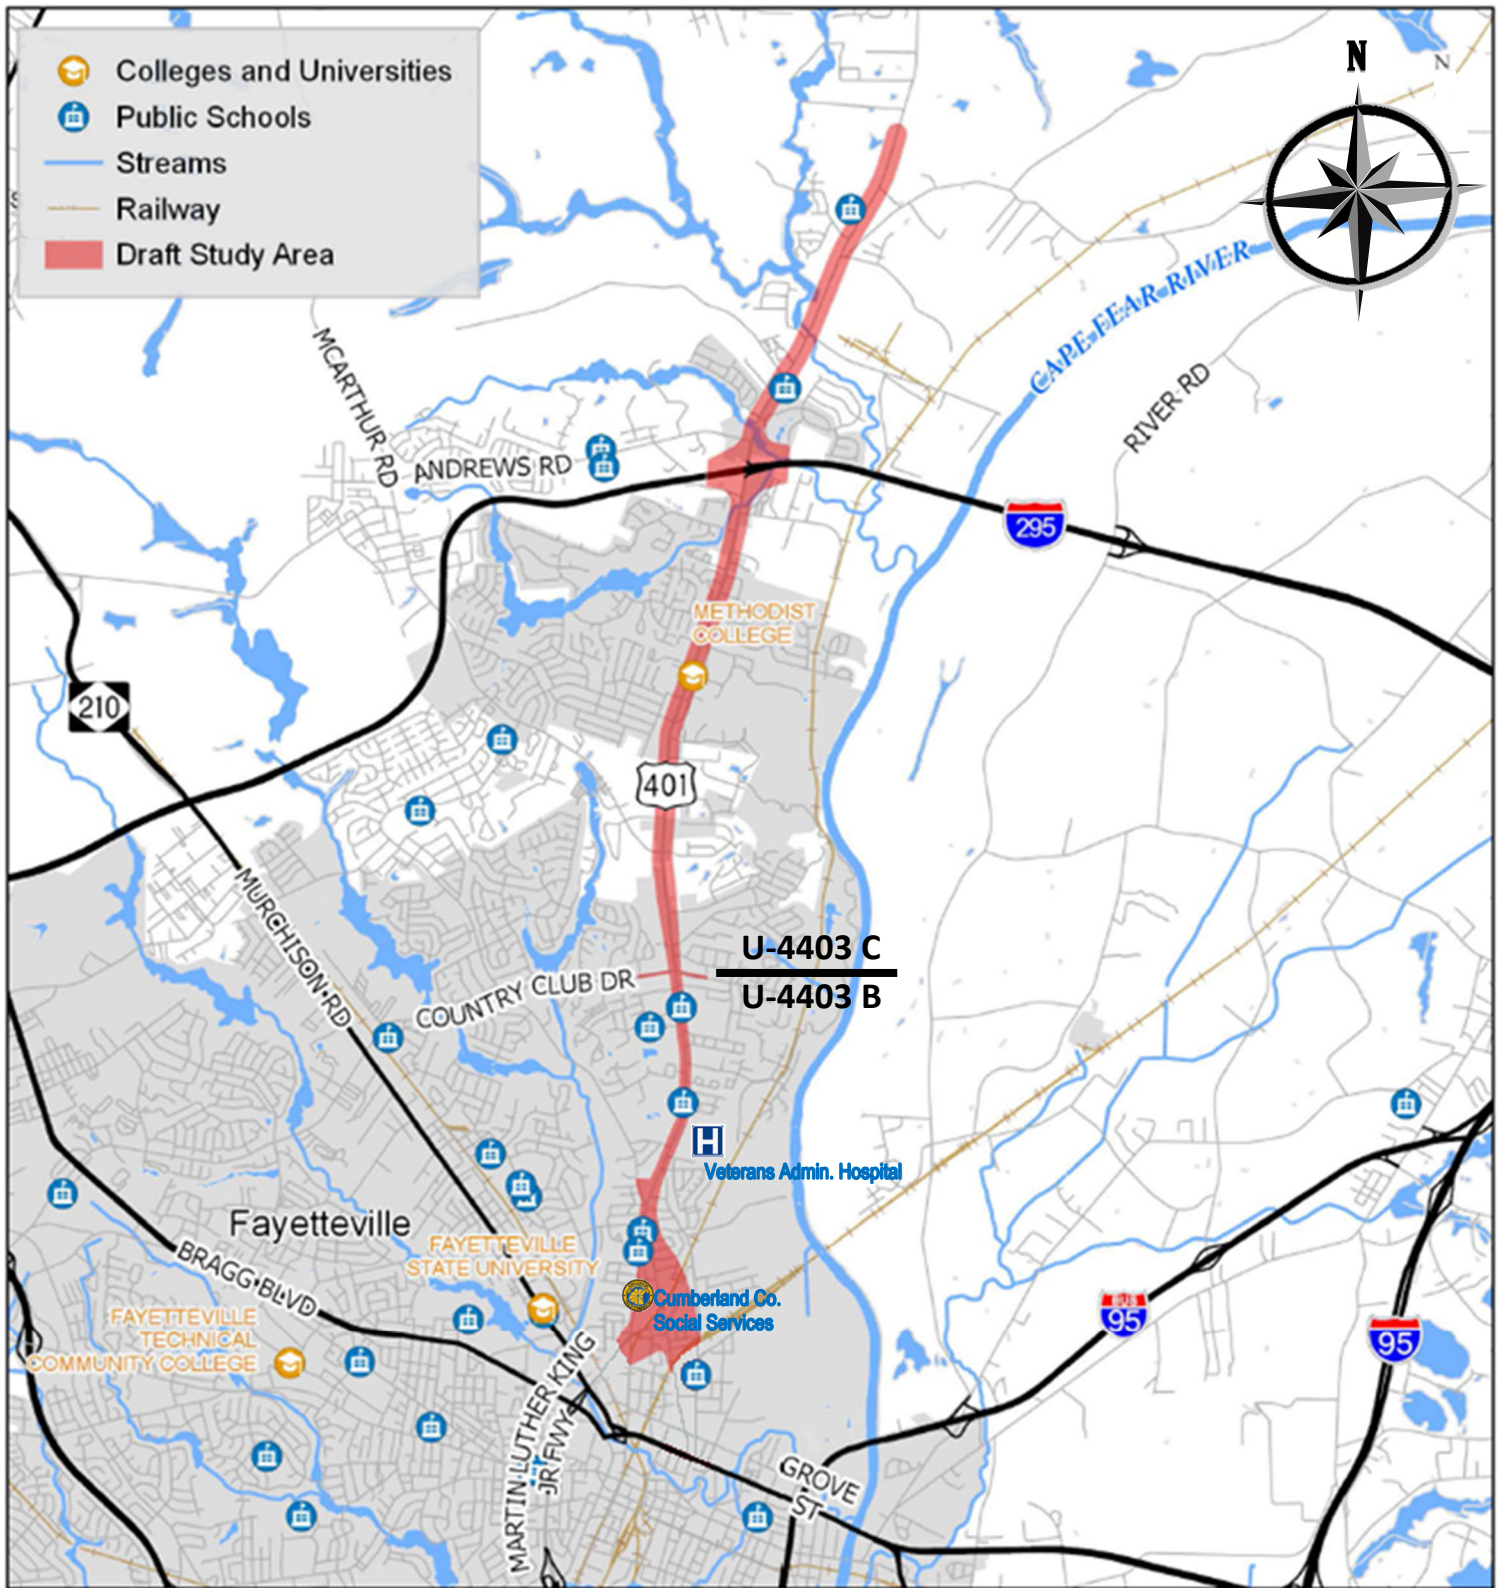 Colleges and Universities
Public Schools
Streams
Railway
Draft Study Area
N
N
CAPE FEAR RIVER
RIVER RD
MCARTHUR RD
ANDREWS RD
295
METHODIST
COLLEGE
210
401
MURCHISON RD
U-4403 C
COUNTRY CLUB DR
U-4403 B
H
Veterans Admin. Hospital
Fayetteville
FAYETTEVILLE
STATE UNIVERSITY
BRAGG BLVD
Cumberland Co.
Social Services
BUS
95
95
FAYETTEVILLE
TECHNICAL
COMMUNITY COLLEGE
MARTIN LUTHER KING
JR FWY
GROVE
ST